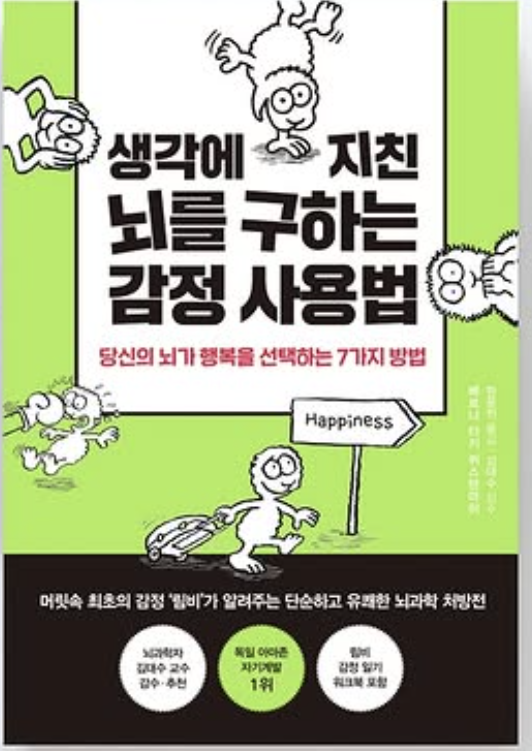 생각에 지친
뇌를 구하는
감정 사용법
당신의 뇌가 행복을 선택하는 7가지 방법
Happiness
머릿속 최초의 감정 '림비'가 알려주는 단순하고 유쾌한 뇌과학 처방전
뇌과학자
김대수 교수
감수·추천
독일 아마존
자기계발
1위
림비
감정 일기
워크북 포함